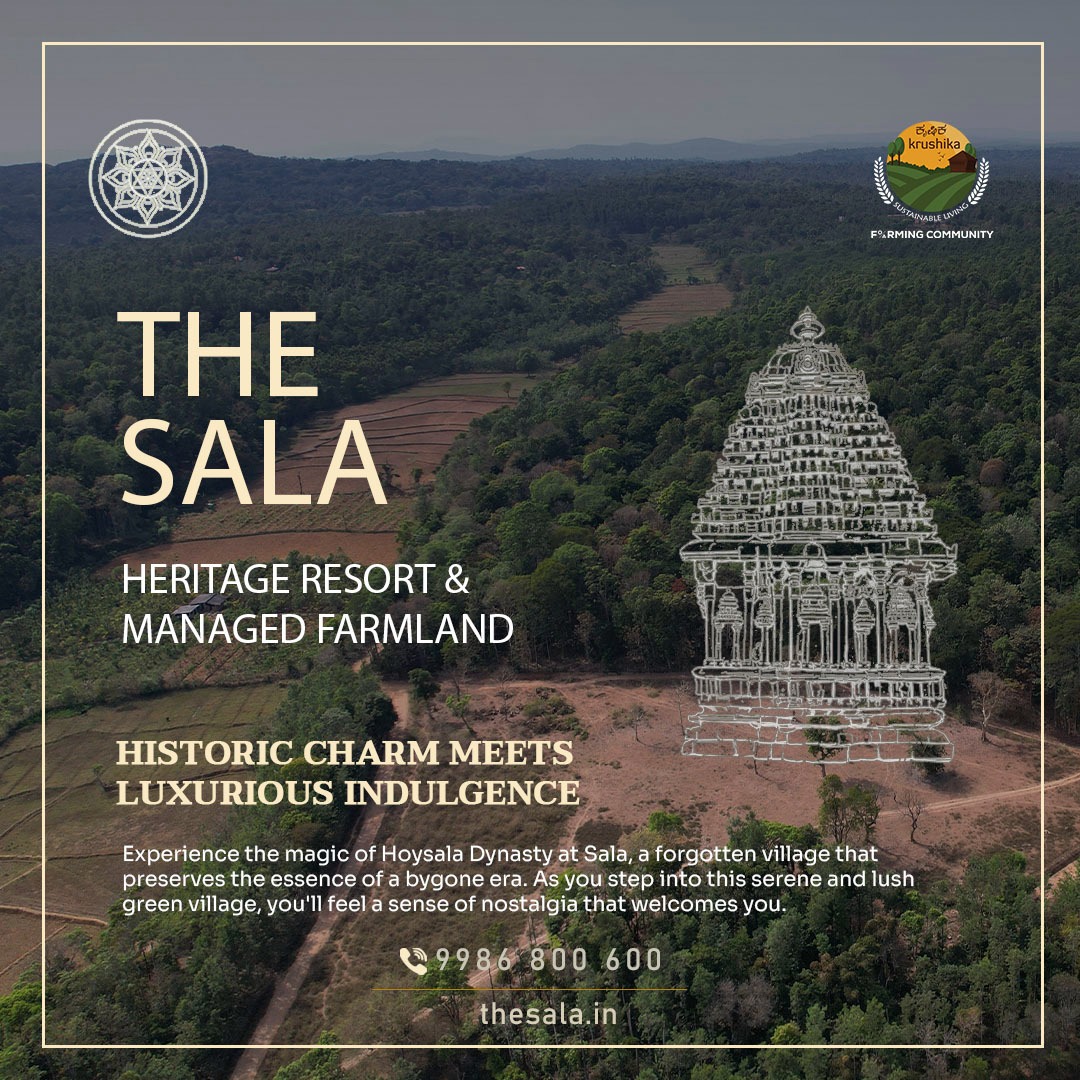 ಕೃಷಿಕ
krushika
SUSTAINABLE LIVING
FARMING COMMUNITY
THE
SALA
HERITAGE RESORT &
MANAGED FARMLAND
HISTORIC CHARM MEETS
LUXURIOUS INDULGENCE
Experience the magic of Hoysala Dynasty at Sala, a forgotten village that
preserves the essence of a bygone era. As you step into this serene and lush
green village, you'll feel a sense of nostalgia that welcomes you.
9986 800 600
thesala.in